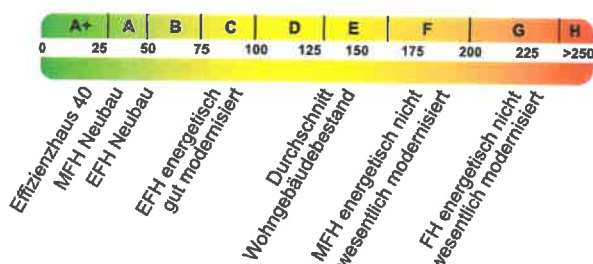 A+ A B C D E F G H
0 25 50 75 100 125 150 175 200 225 >250
Effizienzhaus 40
MFH Neubau
EFH Neubau
EFH energetisch
gut modernisiert
Durchschnitt
Wohngebäudebestand
MFH energetisch nicht
wesentlich modernisiert
FH energetisch nicht
wesentlich modernisiert